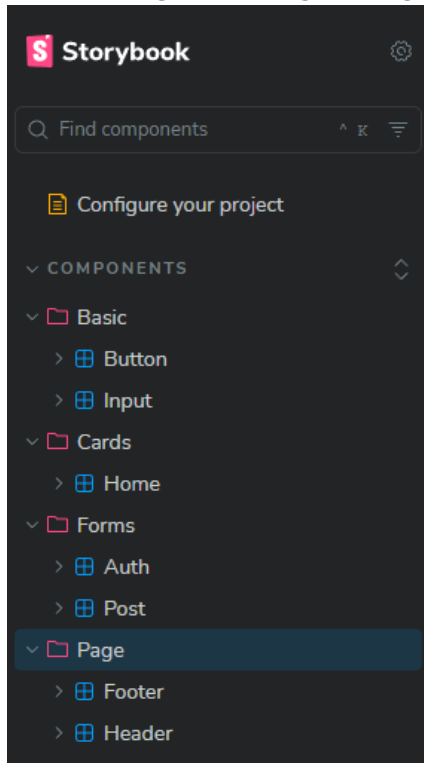 Storybook
Find components ^ K
Configure your project
COMPONENTS
Basic
Button
Input
Cards
Home
Forms
Auth
Post
Page
Footer
Header